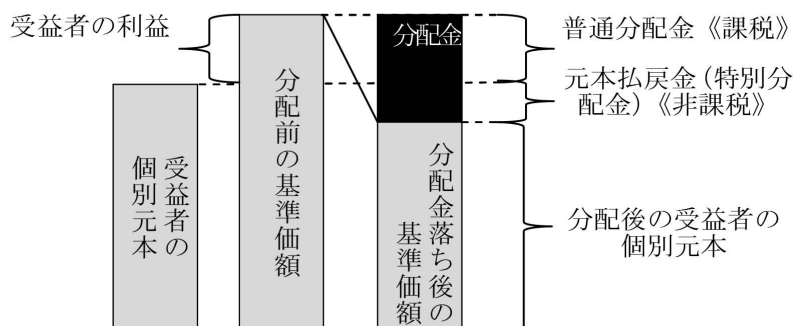 受益者の利益
分配金
普通分配金《課税》
元本払戻金(特別分
配金)《非課税》
受益者の
個別元本
分配前の基準価額
分配金落ち後の
基準価額
分配後の受益者の
個別元本